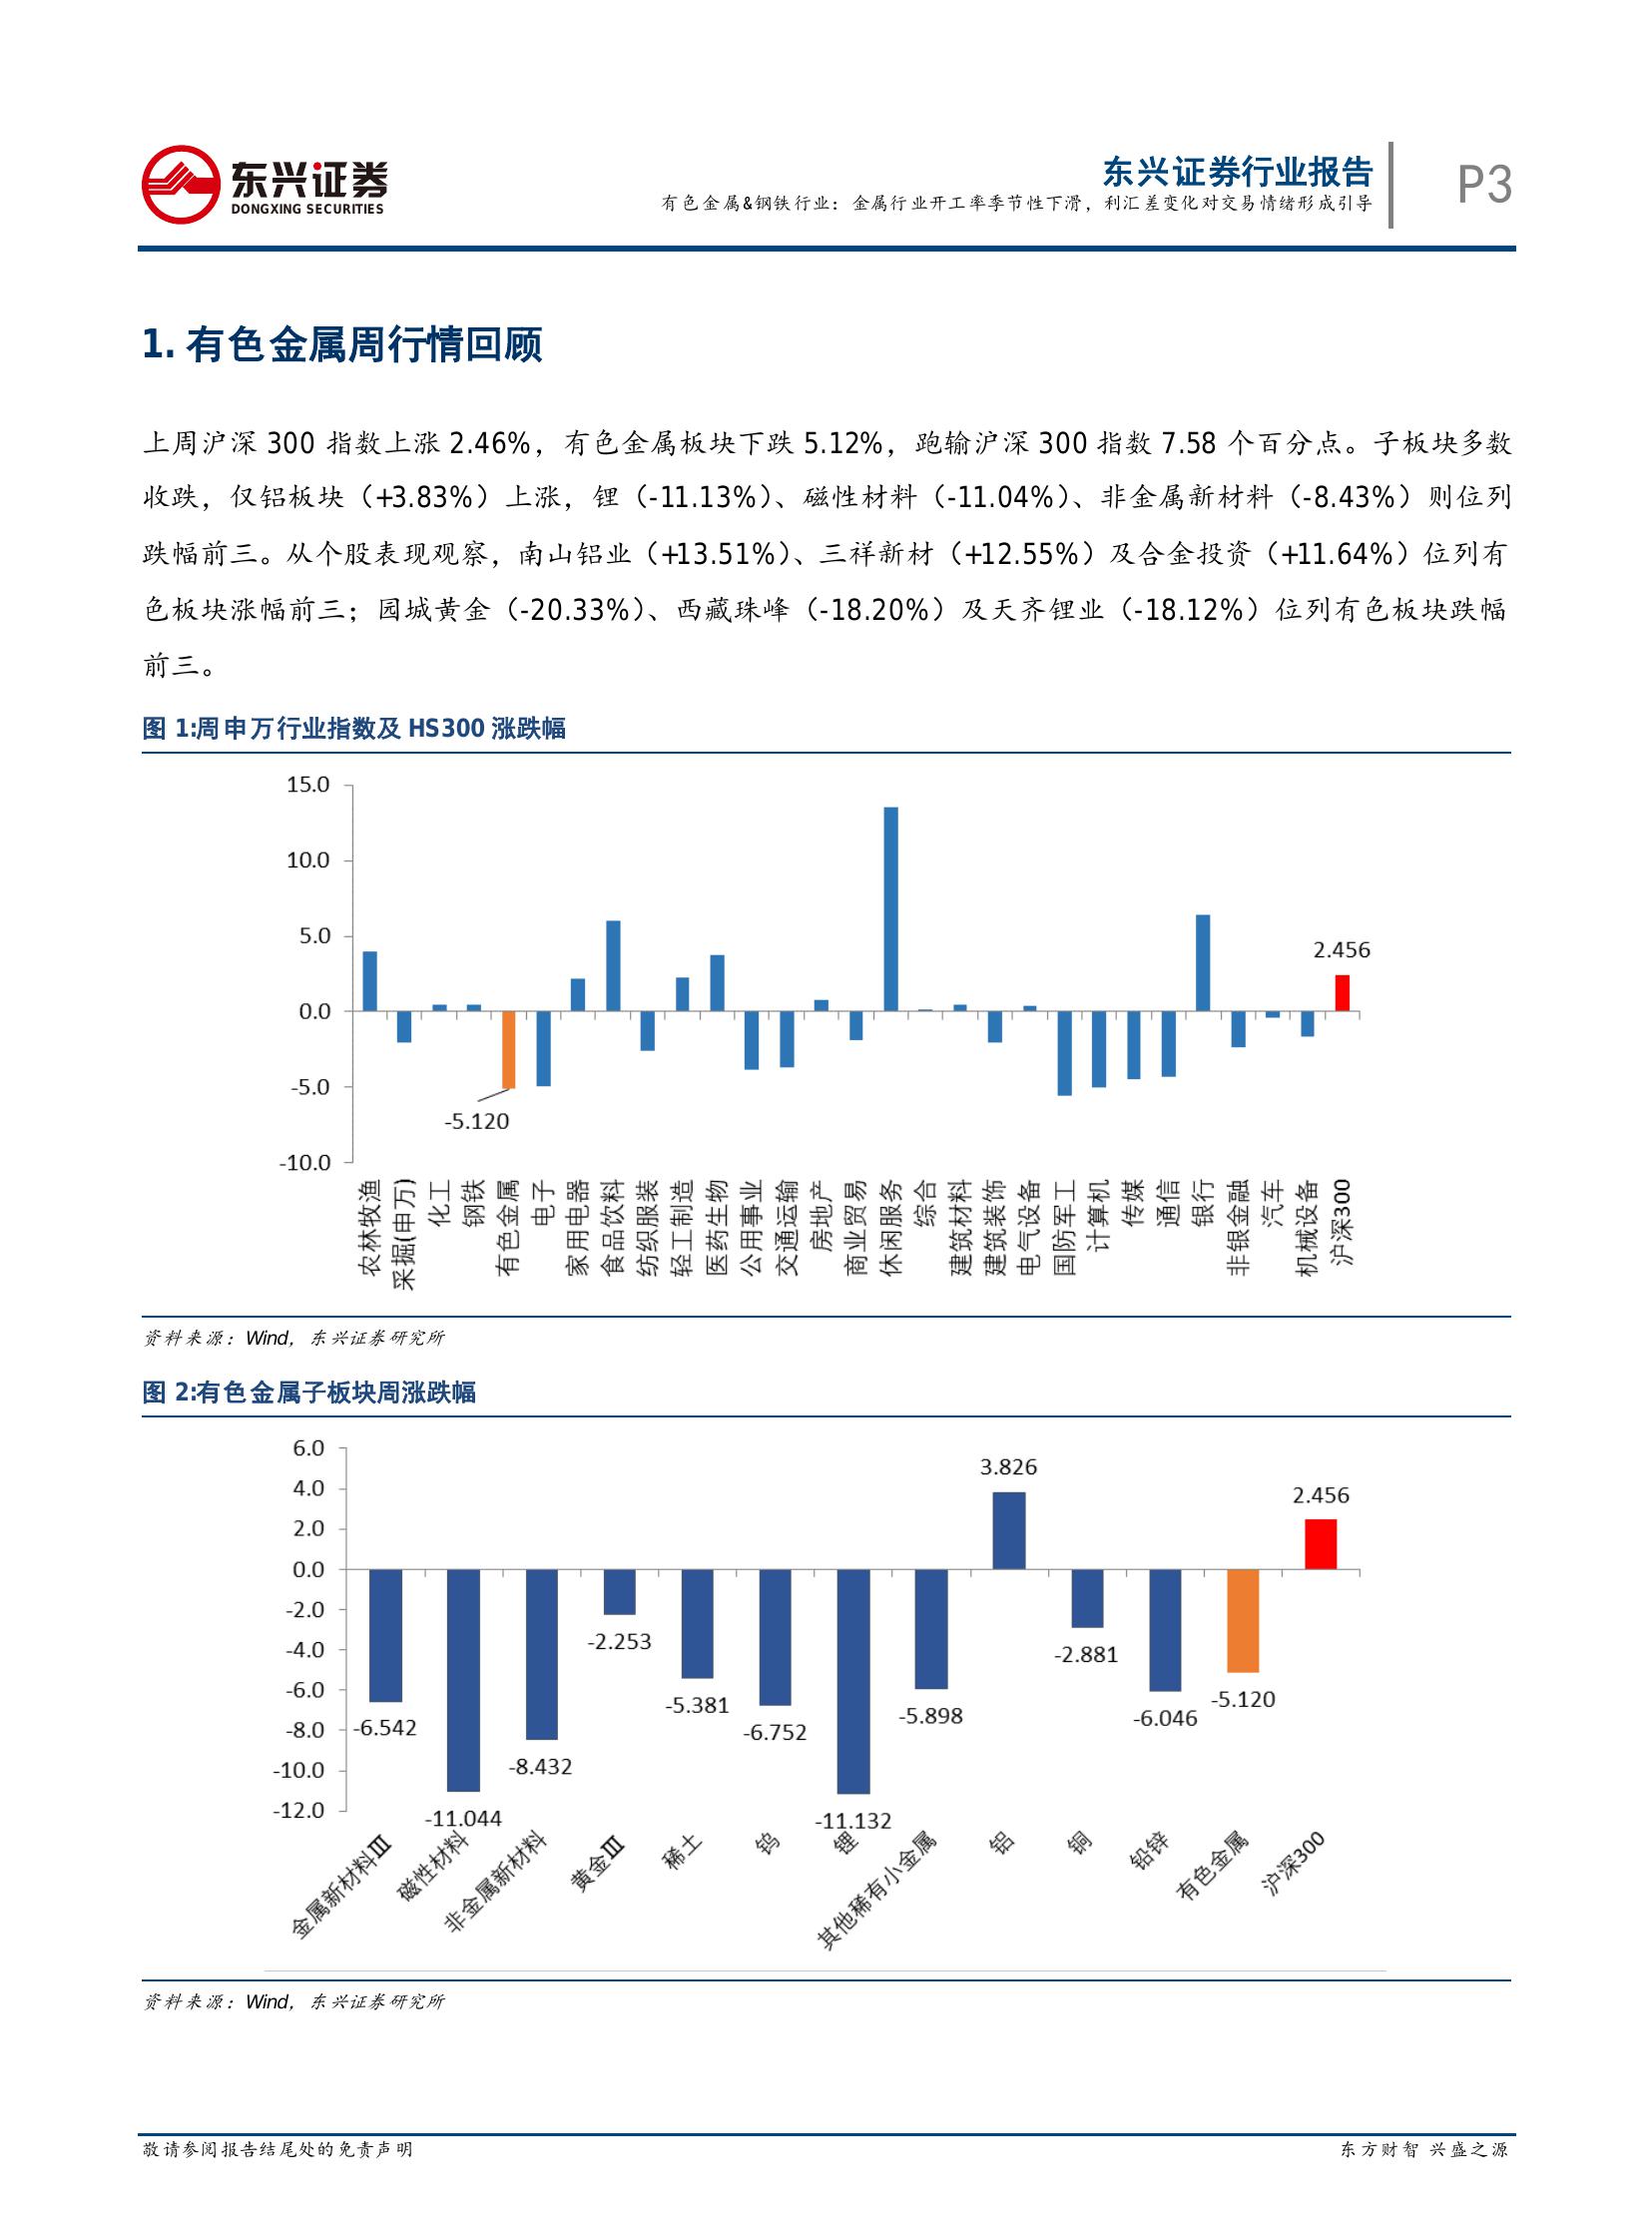 东兴证券
DONGXING SECURITIES
东兴证券行业报告
有色金属&钢铁行业：金属行业开工率季节性下滑，利汇差变化对交易情绪形成引导
P3
1. 有色金属周行情回顾
上周沪深 300 指数上涨 2.46%，有色金属板块下跌 5.12%，跑输沪深 300 指数 7.58 个百分点。子板块多数
收跌，仅铝板块（+3.83%）上涨，锂（-11.13%）、磁性材料（-11.04%）、非金属新材料（-8.43%）则位列
跌幅前三。从个股表现观察，南山铝业（+13.51%）、三祥新材（+12.55%）及合金投资（+11.64%）位列有
色板块涨幅前三；园城黄金（-20.33%）、西藏珠峰（-18.20%）及天齐锂业（-18.12%）位列有色板块跌幅
前三。
图 1:周申万行业指数及 HS300 涨跌幅
15.0
10.0
5.0
0.0
-5.0
-10.0
2.456
-5.120
农林牧渔
采掘(申万)
化工
钢铁
有色金属
电子
家用电器
食品饮料
纺织服装
轻工制造
医药生物
公用事业
交通运输
房地产
商业贸易
休闲服务
综合
建筑材料
建筑装饰
电气设备
国防军工
计算机
传媒
通信
银行
非银金融
汽车
机械设备
沪深300
资料来源：Wind，东兴证券研究所
图 2:有色金属子板块周涨跌幅
6.0
4.0
2.0
0.0
-2.0
-4.0
-6.0
-8.0
-10.0
-12.0
-6.542
-11.044
-8.432
-2.253
-5.381
-6.752
-11.132
-5.898
3.826
-2.881
-6.046
-5.120
2.456
金属新材料Ⅲ
磁性材料
非金属新材料
黄金Ⅲ
稀土
钨
锂
其他稀有小金属
铝
铜
铅锌
有色金属
沪深300
资料来源：Wind，东兴证券研究所
敬请参阅报告结尾处的免责声明
东方财智 兴盛之源